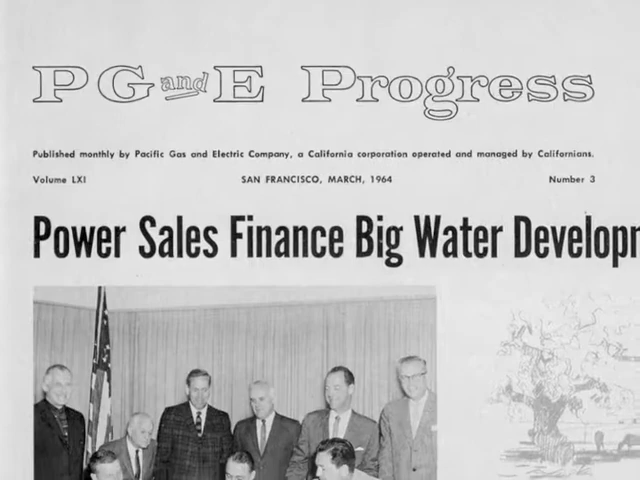 PG and E Progress
Published monthly by Pacific Gas and Electric Company, a California corporation operated and managed by Californians.
Volume LXI SAN FRANCISCO, MARCH, 1964 Number 3
Power Sales Finance Big Water Developm